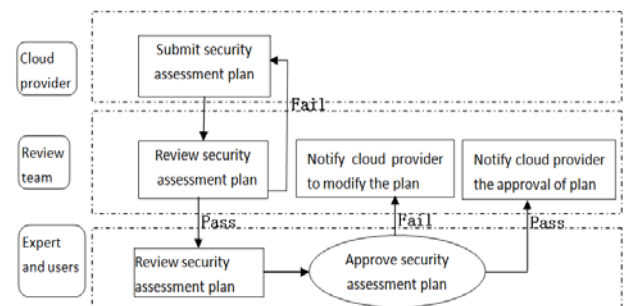 Cloud
provider
Submit security
assessment plan
Fail
Review
team
Review security
assessment plan
Notify cloud provider
to modify the plan
Notify cloud provider
the approval of plan
Pass
Fail
Pass
Expert
and users
Review security
assessment plan
Approve security
assessment plan